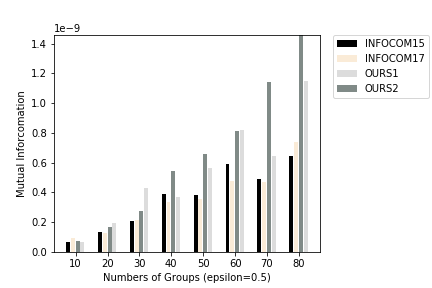 1e−9
1.4
1.2
1.0
0.8
0.6
0.4
0.2
0.0
Mutual Inforcomation
10 20 30 40 50 60 70 80
Numbers of Groups (epsilon=0.5)
INFOCOM15
INFOCOM17
OURS1
OURS2